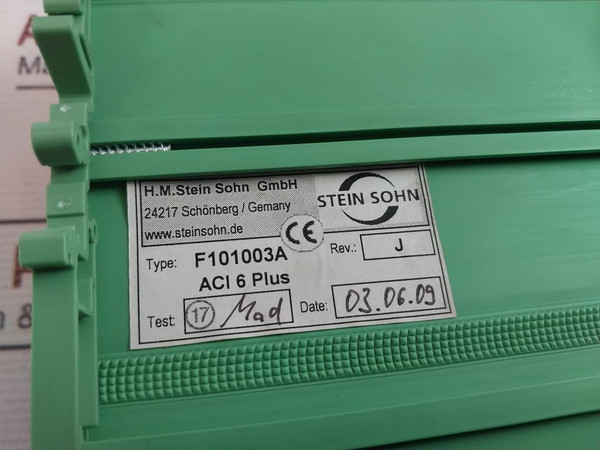 H.M.Stein Sohn GmbH
24217 Schönberg / Gemany
www.steinsohn.de
STEIN SOHN
CE
Type: F101003A
ACI 6 Plus
Rev.: J
Test: 17 Mad
Date: 03.06.09